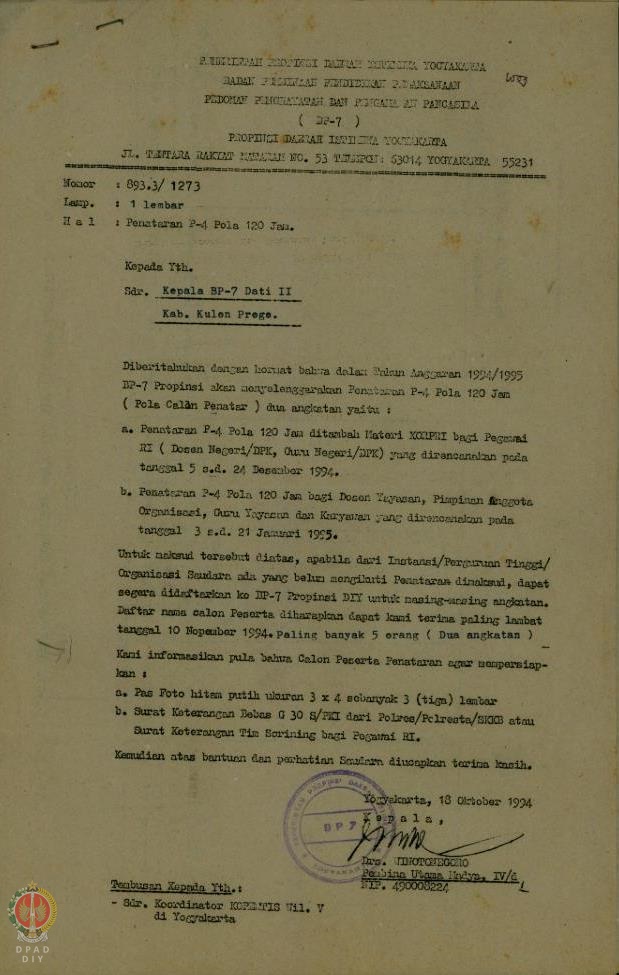 PEMERINTAH PROPINSI DAERAH ISTIMEWA YOGYAKARTA
BADAN PEMBINAAN PENDIDIKAN PELAKSANAAN
PEDOMAN PENGHAYATAN DAN PENGAMALAN PANCASILA
( BP-7 )
PROPINSI DAERAH ISTIMEWA YOGYAKARTA
JL. TENTARA RAKYAT MATARAM NO. 53 TELEPON: 63014 YOGYAKARTA 55231
Nomor : 893.3/ 1273
Lamp. : 1 lembar
H a l : Penataran P-4 Pola 120 Jam.
Kepada Yth.
Sdr. Kepala BP-7 Dati II
Kab. Kulon Progo.
Diberitahukan dengan hormat bahwa dalam Tahun Anggaran 1994/1995
BP-7 Propinsi akan menyelenggarakan Penataran P-4 Pola 120 Jam
( Pola Calon Penatar ) dua angkatan yaitu :
a. Penataran P-4 Pola 120 Jam ditambah Materi KORPRI bagi Pegawai
RI ( Dosen Negeri/DPK, Guru Negeri/DPK) yang direncanakan pada
tanggal 5 s.d. 24 Desember 1994.
b. Penataran P-4 Pola 120 Jam bagi Dosen Yayasan, Pimpinan Anggota
Organisasi, Guru Yayasan dan Karyawan yang direncanakan pada
tanggal 3 s.d. 21 Januari 1995.
Untuk maksud tersebut diatas, apabila dari Instansi/Perguruan Tinggi/
Organisasi Saudara ada yang belum mengikuti Penataran dimaksud, dapat
segera didaftarkan ke BP-7 Propinsi DIY untuk masing-masing angkatan.
Daftar nama calon Peserta diharapkan dapat kami terima paling lambat
tanggal 10 Nopember 1994. Paling banyak 5 orang ( Dua angkatan )
Kami informasikan pula bahwa Calon Peserta Penataran agar mempersiap-
kan :
a. Pas Foto hitam putih ukuran 3 x 4 sebanyak 3 (tiga) lembar
b. Surat Keterangan Bebas G 30 S/PKI dari Polres/Polresta/SKKB atau
Surat Keterangan Tim Scrining bagi Pegawai RI.
Kemudian atas bantuan dan perhatian Saudara diucapkan terima kasih.
Yogyakarta, 18 Oktober 1994
K e p a l a ,
BP 7
Drs.
Pembina Utama Madya. IV/d
NIP. 490008224
Tembusan Kepada Yth.:
- Sdr. Koordinator KOPERTIS Wil. V
di Yogyakarta
DPAD
DIY